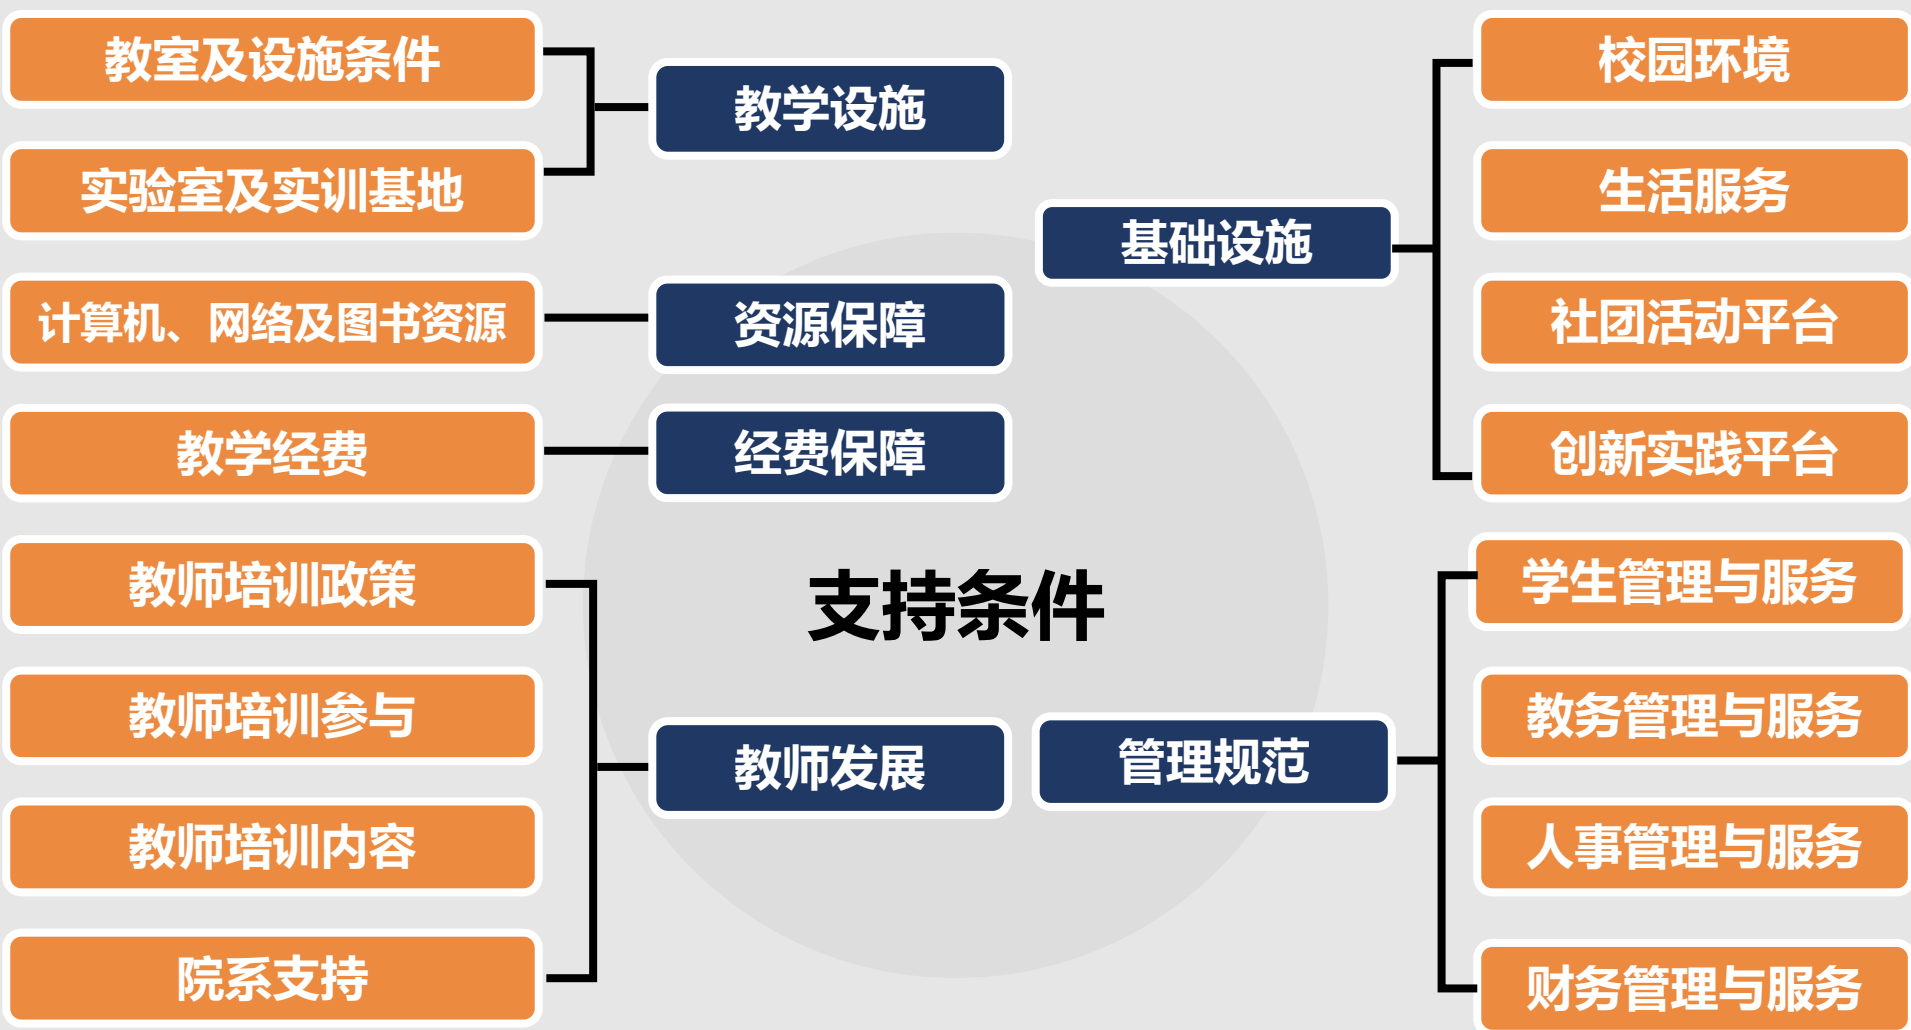 教室及设施条件
实验室及实训基地
教学设施
计算机、网络及图书资源
资源保障
教学经费
经费保障
教师培训政策
教师培训参与
教师培训内容
院系支持
教师发展
支持条件
基础设施
校园环境
生活服务
社团活动平台
创新实践平台
管理规范
学生管理与服务
教务管理与服务
人事管理与服务
财务管理与服务